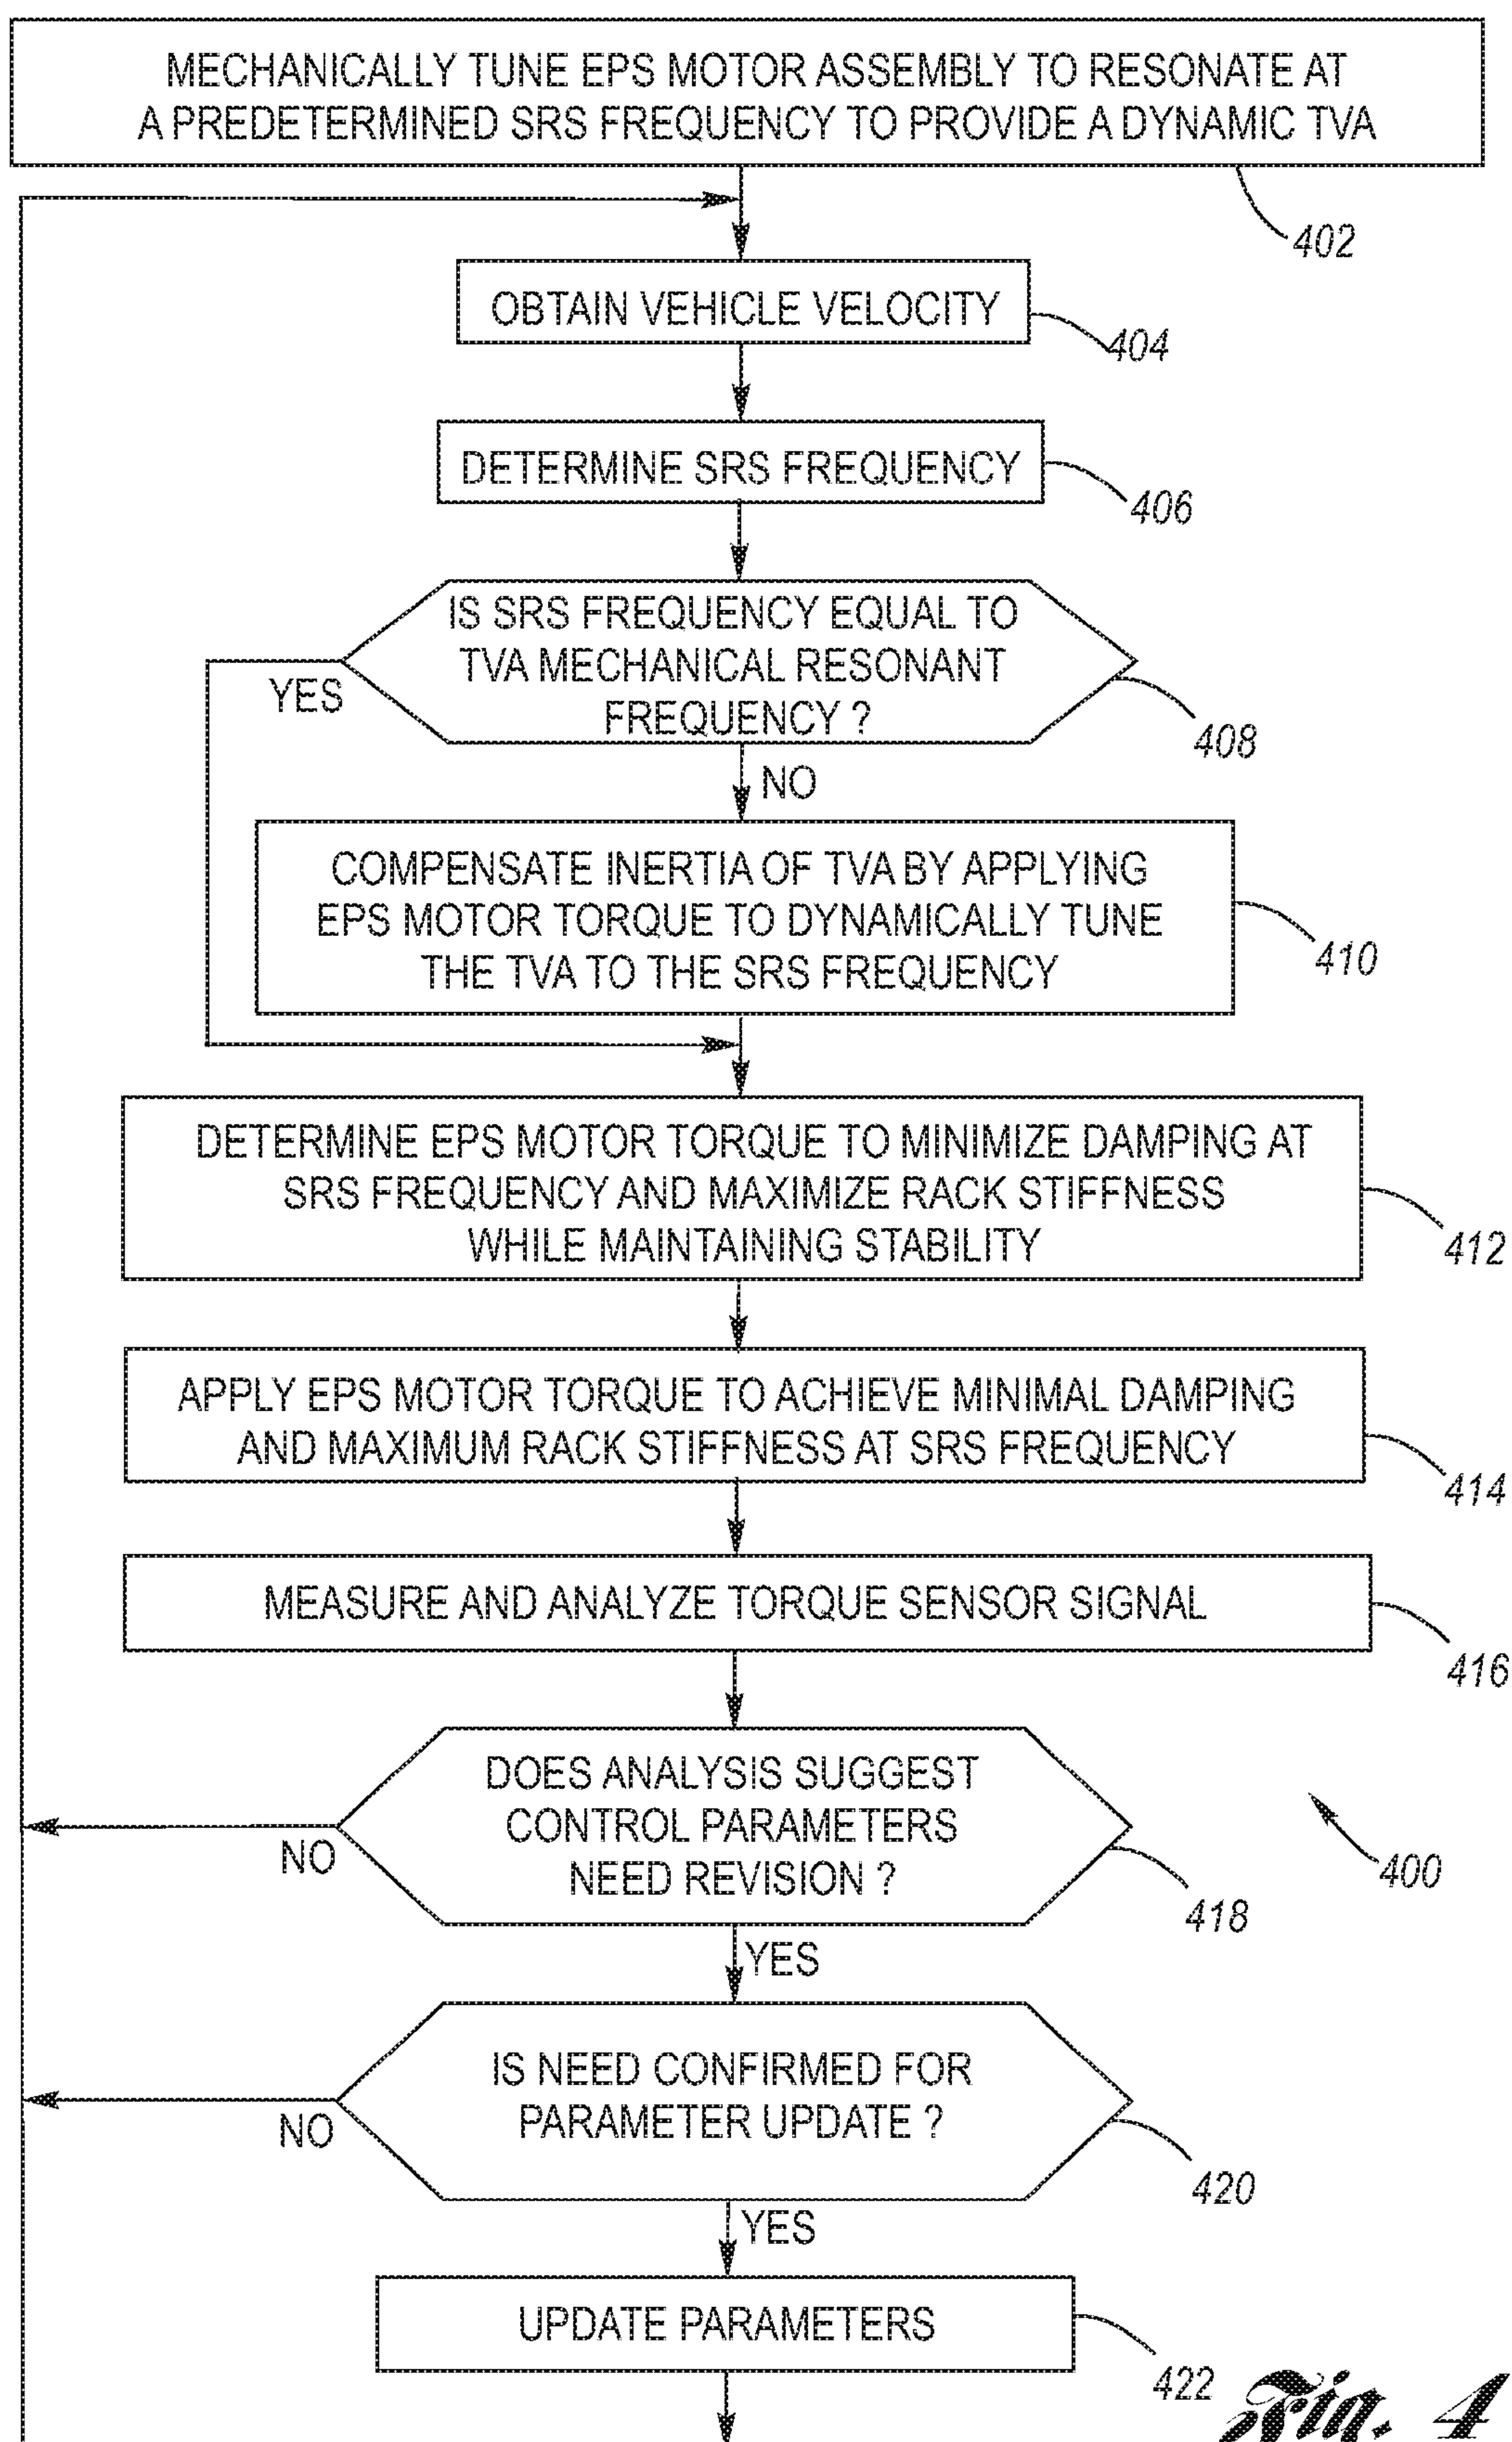 MECHANICALLY TUNE EPS MOTOR ASSEMBLY TO RESONATE AT
A PREDETERMINED SRS FREQUENCY TO PROVIDE A DYNAMIC TVA
402
OBTAIN VEHICLE VELOCITY
404
DETERMINE SRS FREQUENCY
406
IS SRS FREQUENCY EQUAL TO
TVA MECHANICAL RESONANT
FREQUENCY ?
YES
408
NO
COMPENSATE INERTIA OF TVA BY APPLYING
EPS MOTOR TORQUE TO DYNAMICALLY TUNE
THE TVA TO THE SRS FREQUENCY
410
DETERMINE EPS MOTOR TORQUE TO MINIMIZE DAMPING AT
SRS FREQUENCY AND MAXIMIZE RACK STIFFNESS
WHILE MAINTAINING STABILITY
412
APPLY EPS MOTOR TORQUE TO ACHIEVE MINIMAL DAMPING
AND MAXIMUM RACK STIFFNESS AT SRS FREQUENCY
414
MEASURE AND ANALYZE TORQUE SENSOR SIGNAL
416
DOES ANALYSIS SUGGEST
CONTROL PARAMETERS
NEED REVISION ?
NO
400
418
YES
IS NEED CONFIRMED FOR
PARAMETER UPDATE ?
NO
420
YES
UPDATE PARAMETERS
422
Fig. 4